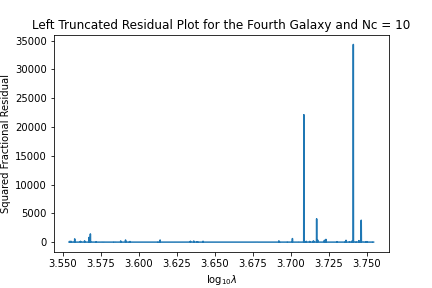 Left Truncated Residual Plot for the Fourth Galaxy and Nc = 10
Squared Fractional Residual
35000
30000
25000
20000
15000
10000
5000
0
3.550 3.575 3.600 3.625 3.650 3.675 3.700 3.725 3.750
log₁₀λ